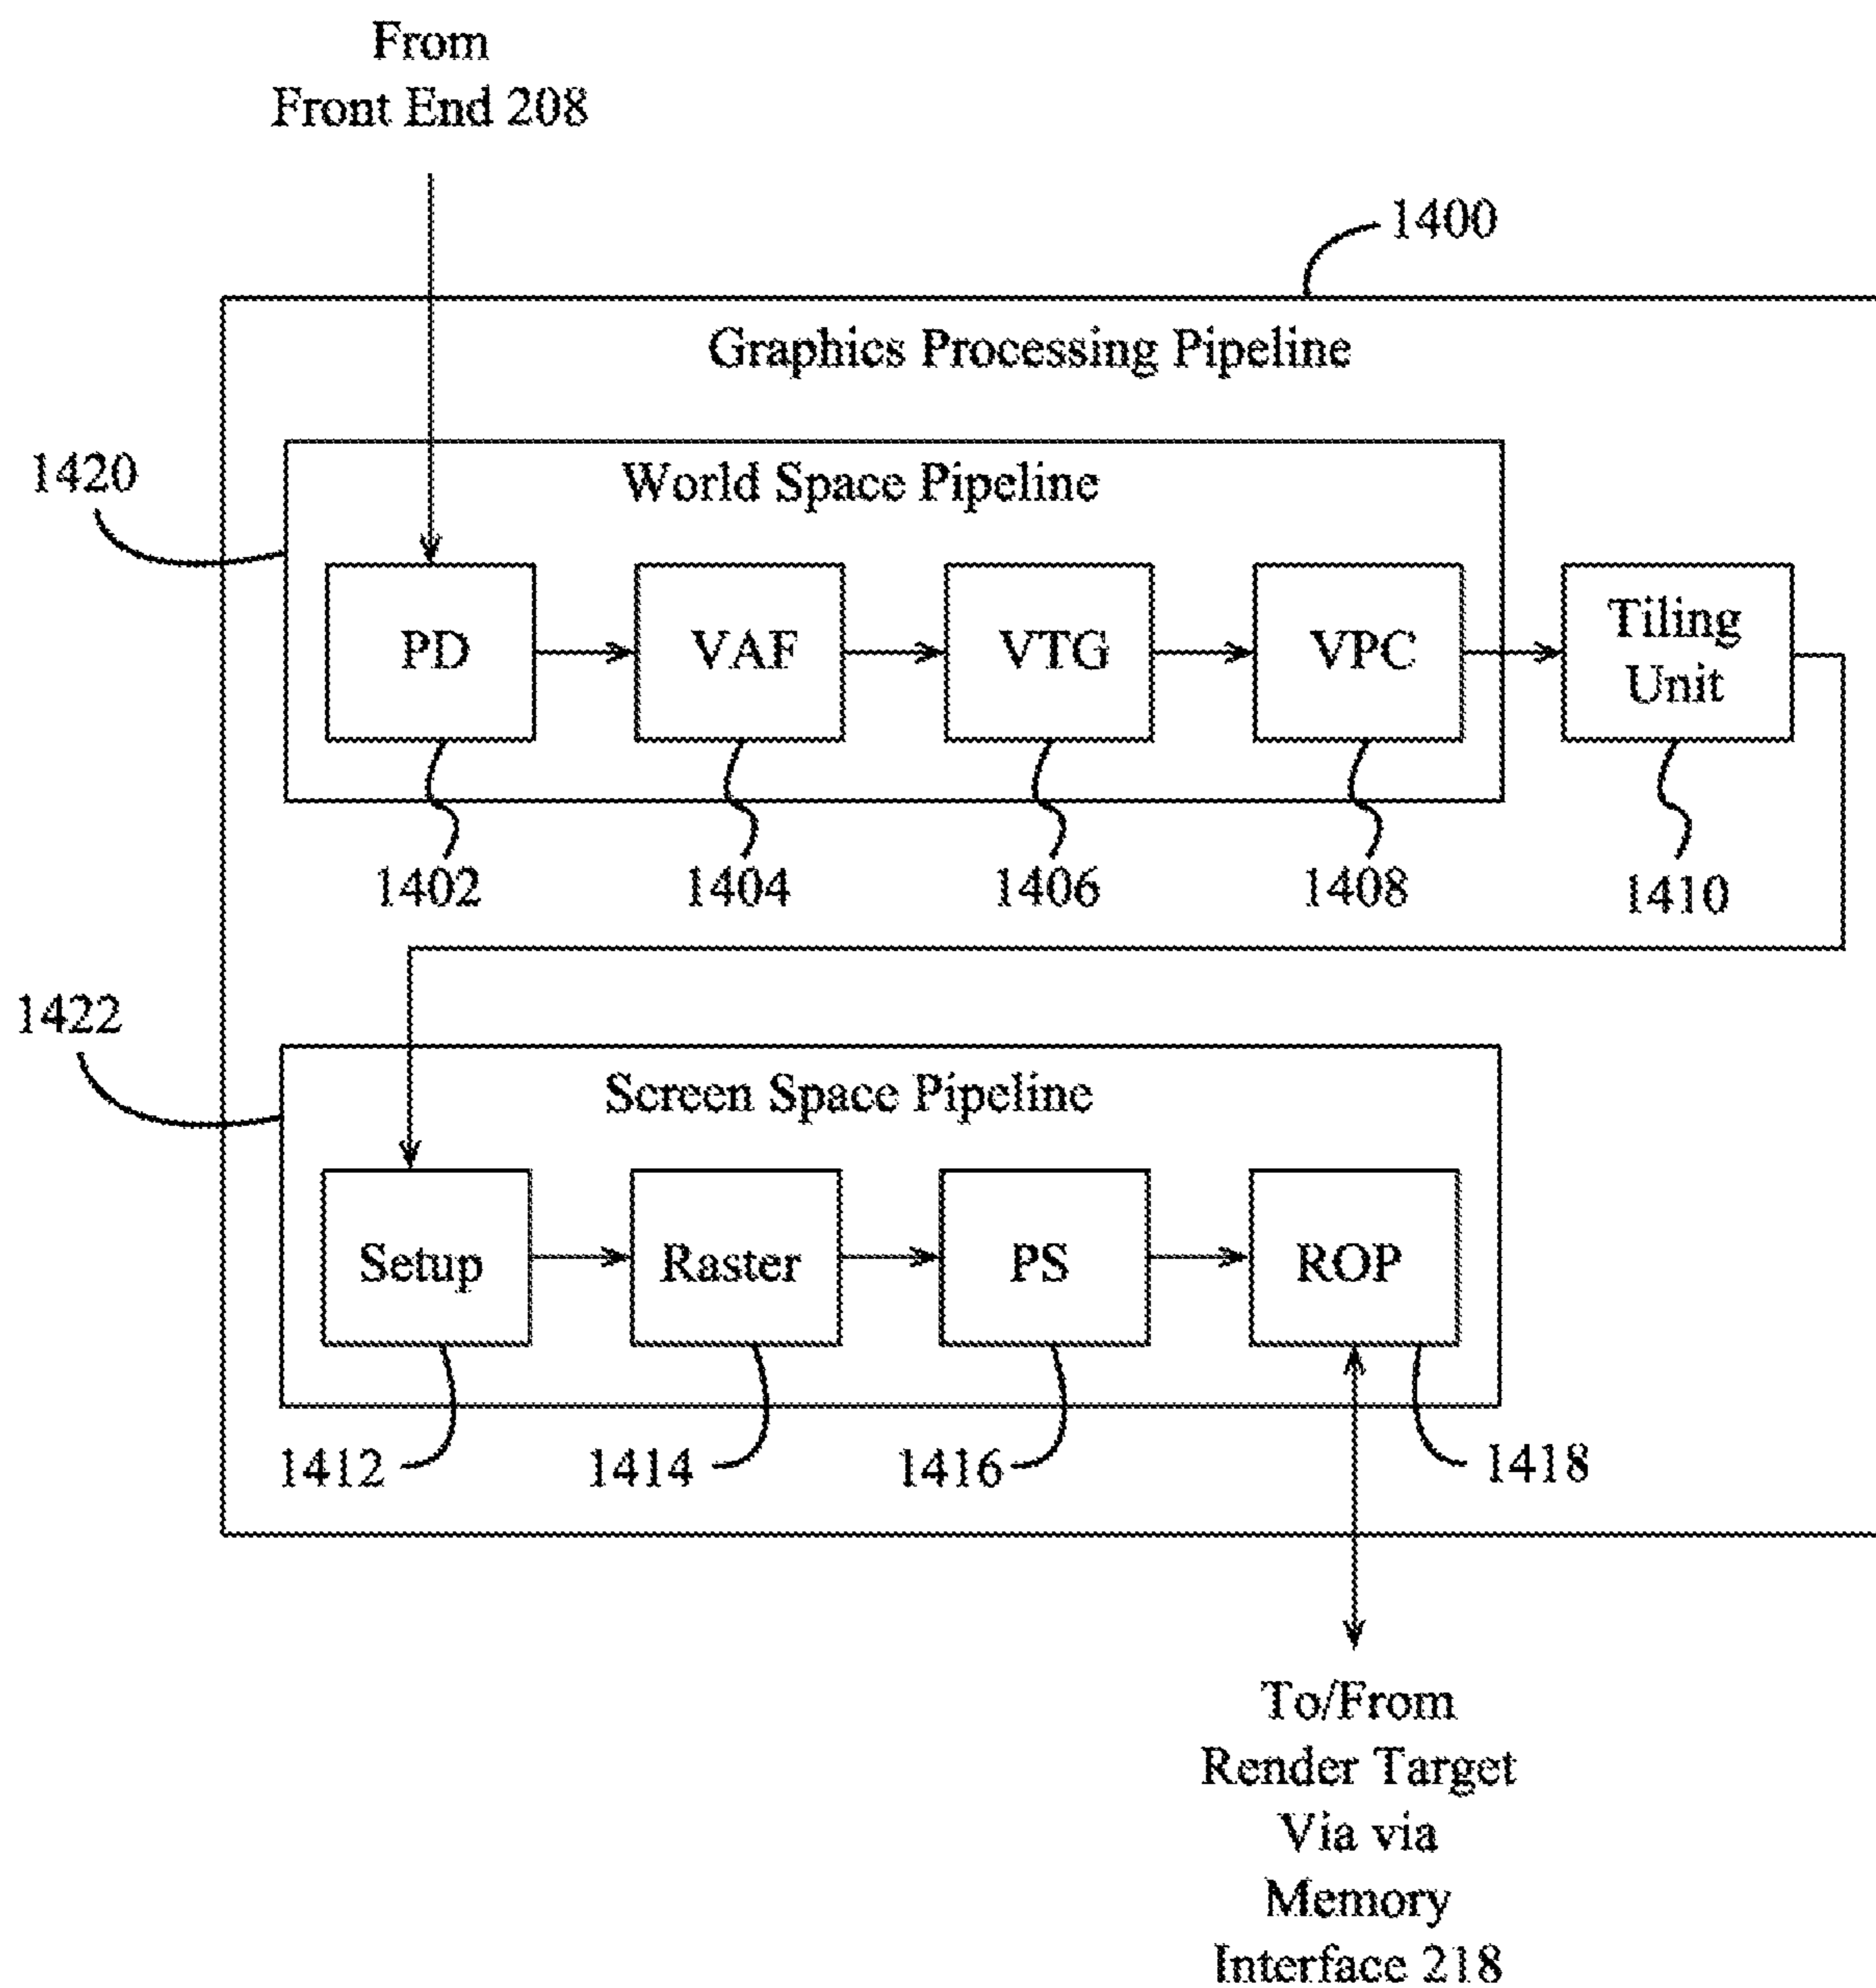 From
Front End 208
1400
Graphics Processing Pipeline
1420
World Space Pipeline
PD
VAF
VTG
VPC
Tiling
Unit
1402
1404
1406
1408
1410
1422
Screen Space Pipeline
Setup
Raster
PS
ROP
1412
1414
1416
1418
To/From
Render Target
Via via
Memory
Interface 218